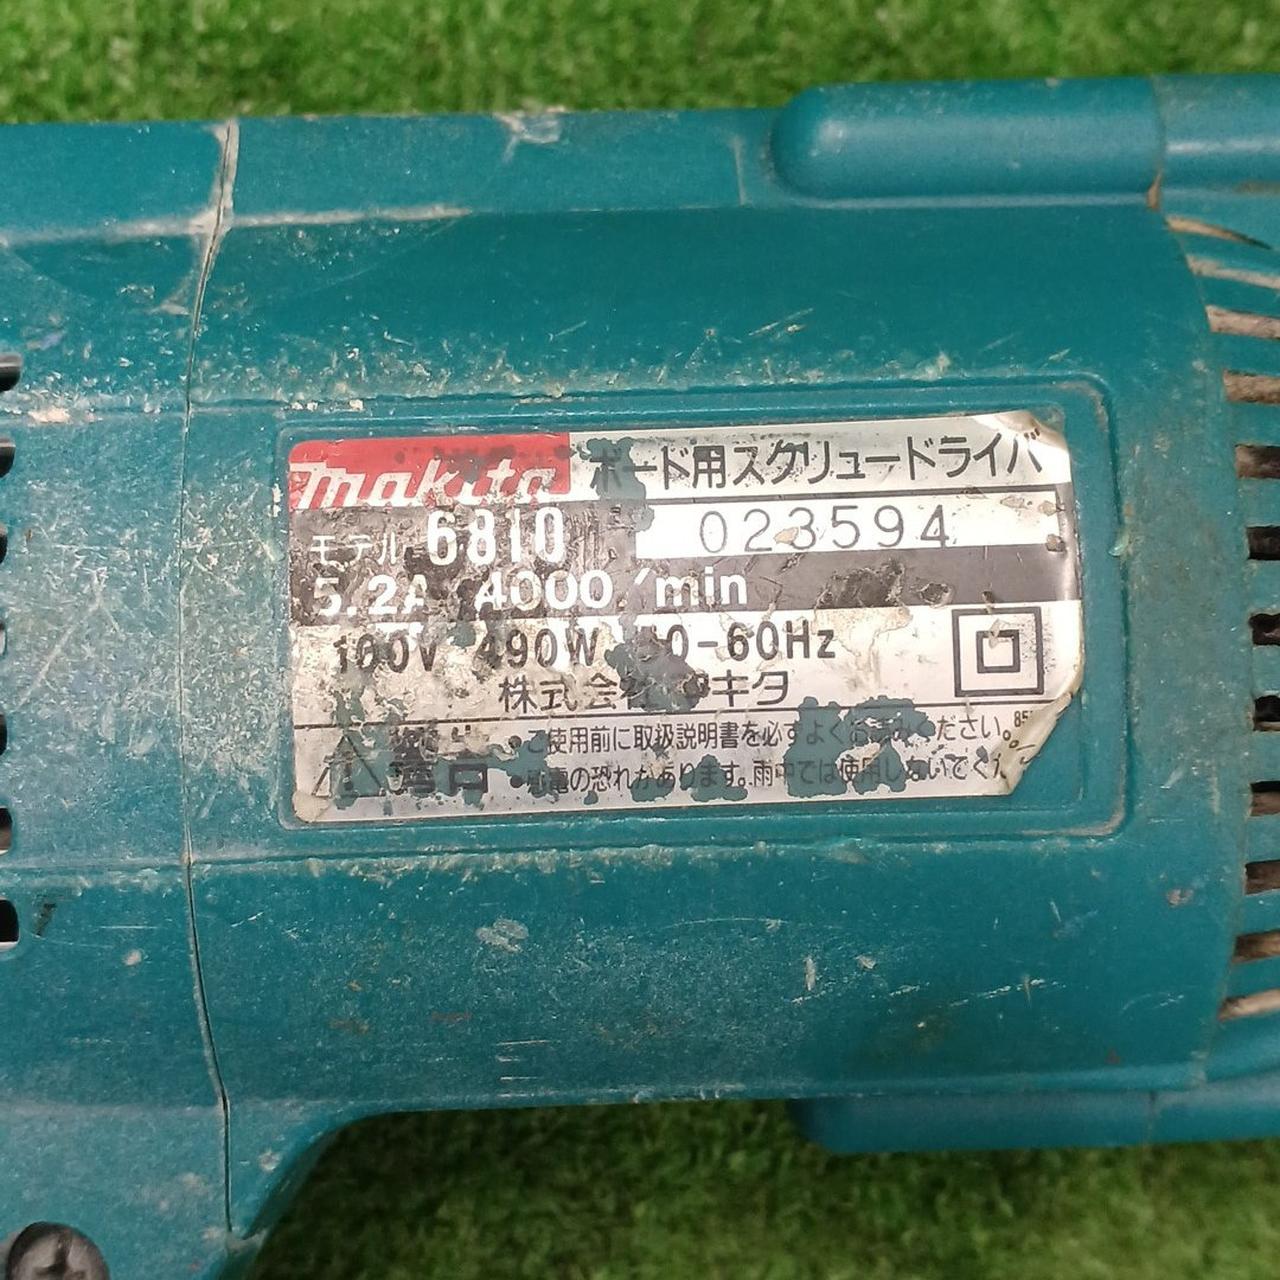 makita ボード用スクリュードライバ
モデル 6810 023594
5.2A 4000/min
100V 490W 50-60Hz
株式会社マキタ
警告 ・ご使用前に取扱説明書を必ずよくお読みください。
・感電の恐れがあります。雨中では使用しないでください。